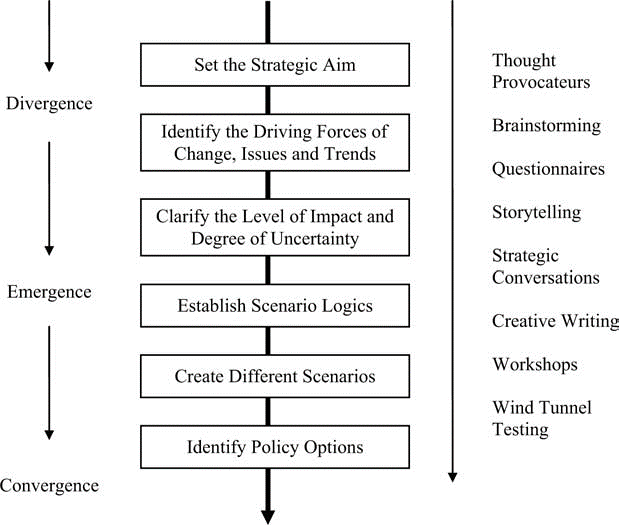 Divergence
Emergence
Convergence
Set the Strategic Aim
Identify the Driving Forces of
Change, Issues and Trends
Clarify the Level of Impact and
Degree of Uncertainty
Establish Scenario Logics
Create Different Scenarios
Identify Policy Options
Thought
Provocateurs
Brainstorming
Questionnaires
Storytelling
Strategic
Conversations
Creative Writing
Workshops
Wind Tunnel
Testing